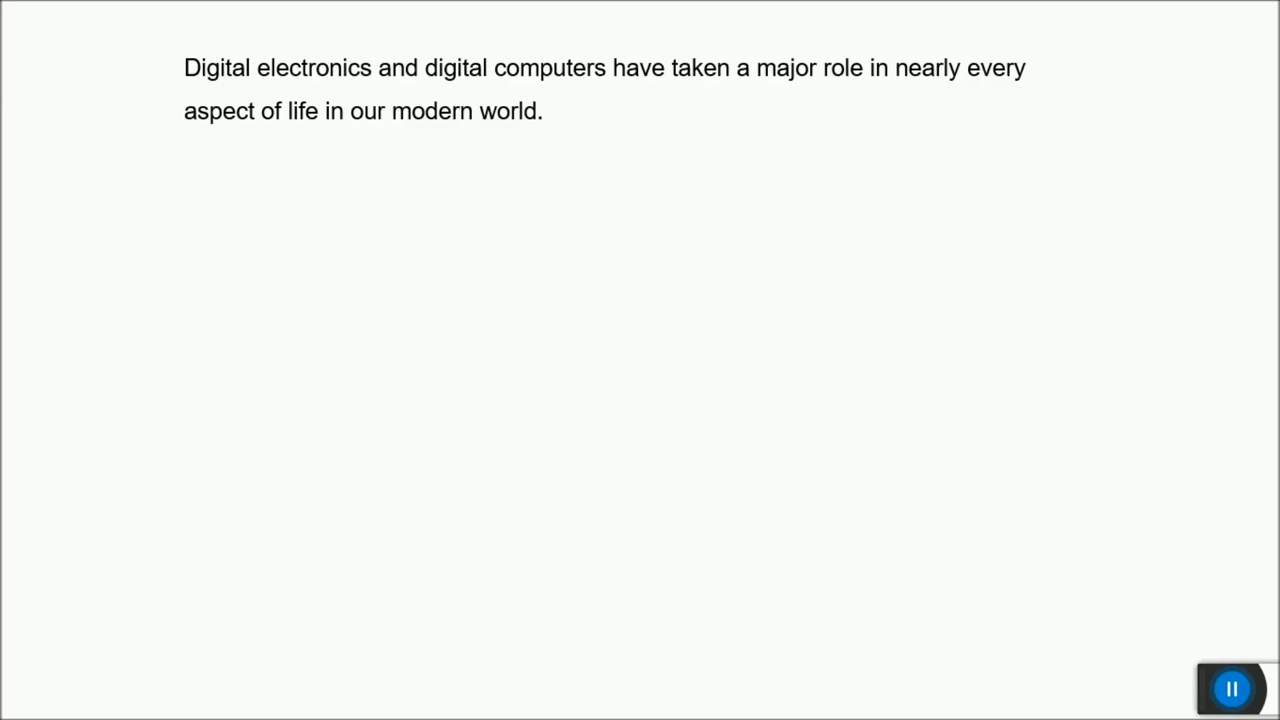 Digital electronics and digital computers have taken a major role in nearly every
aspect of life in our modern world.